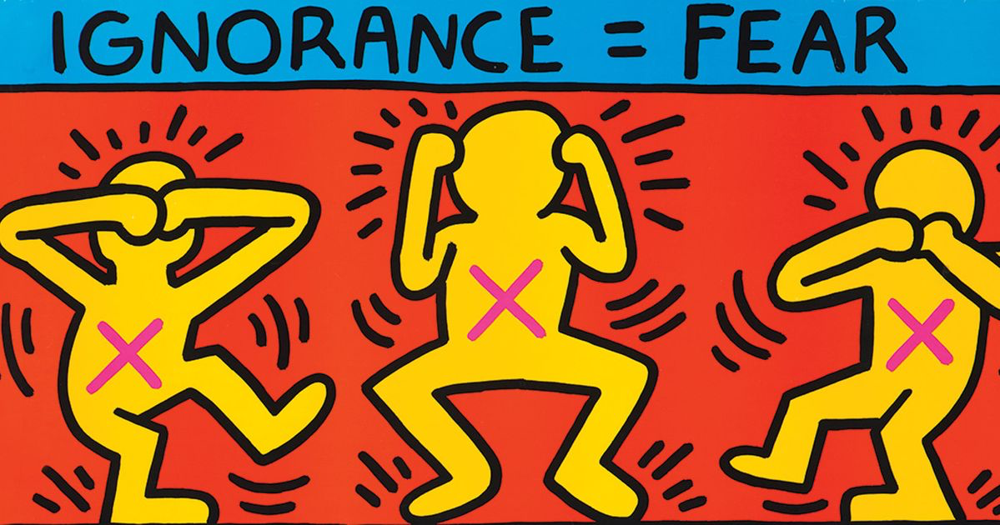 IGNORANCE = FEAR